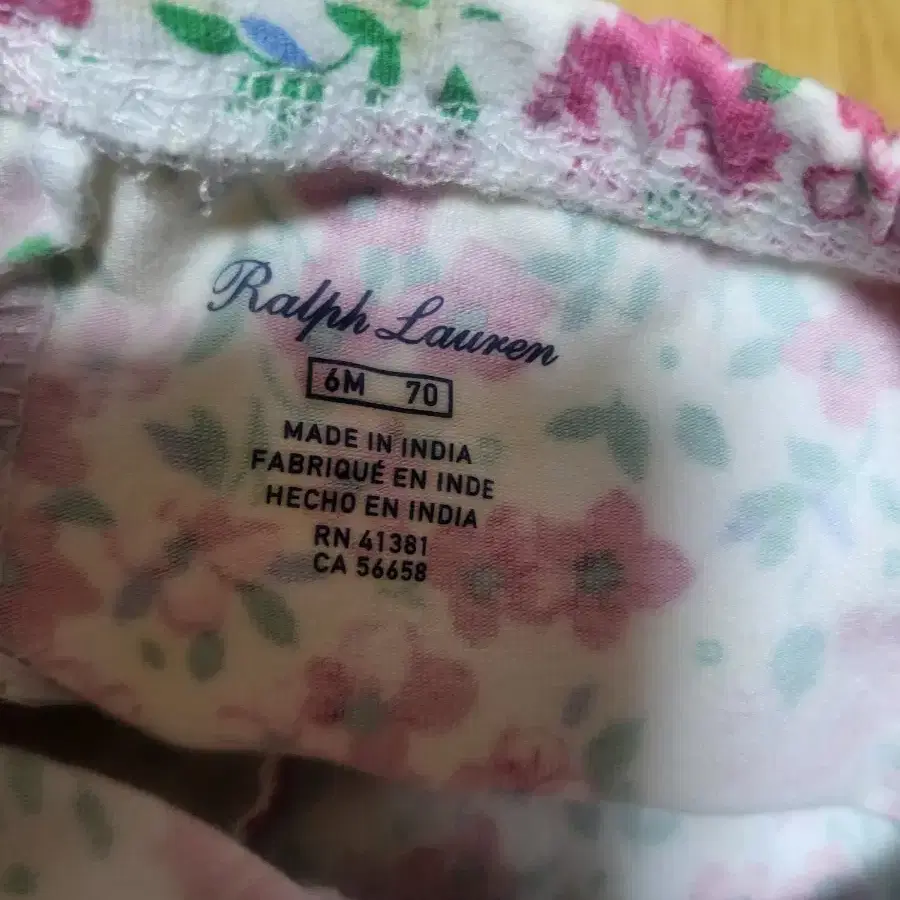 Ralph Lauren
6M 70
MADE IN INDIA
FABRIQUÉ EN INDE
HECHO EN INDIA
RN 41381
CA 56658